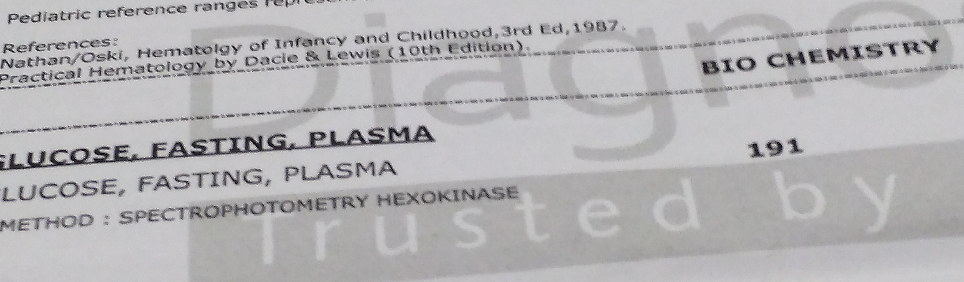 Pediatric reference ranges
References:
Nathan/Oski, Hematolgy of Infancy and Childhood,3rd Ed,1987.
Practical Hematology by Dacie & Lewis (10th Edition).
BIO CHEMISTRY
GLUCOSE, FASTING, PLASMA
LUCOSE, FASTING, PLASMA 191
METHOD : SPECTROPHOTOMETRY HEXOKINASE
Diagno
Trusted by